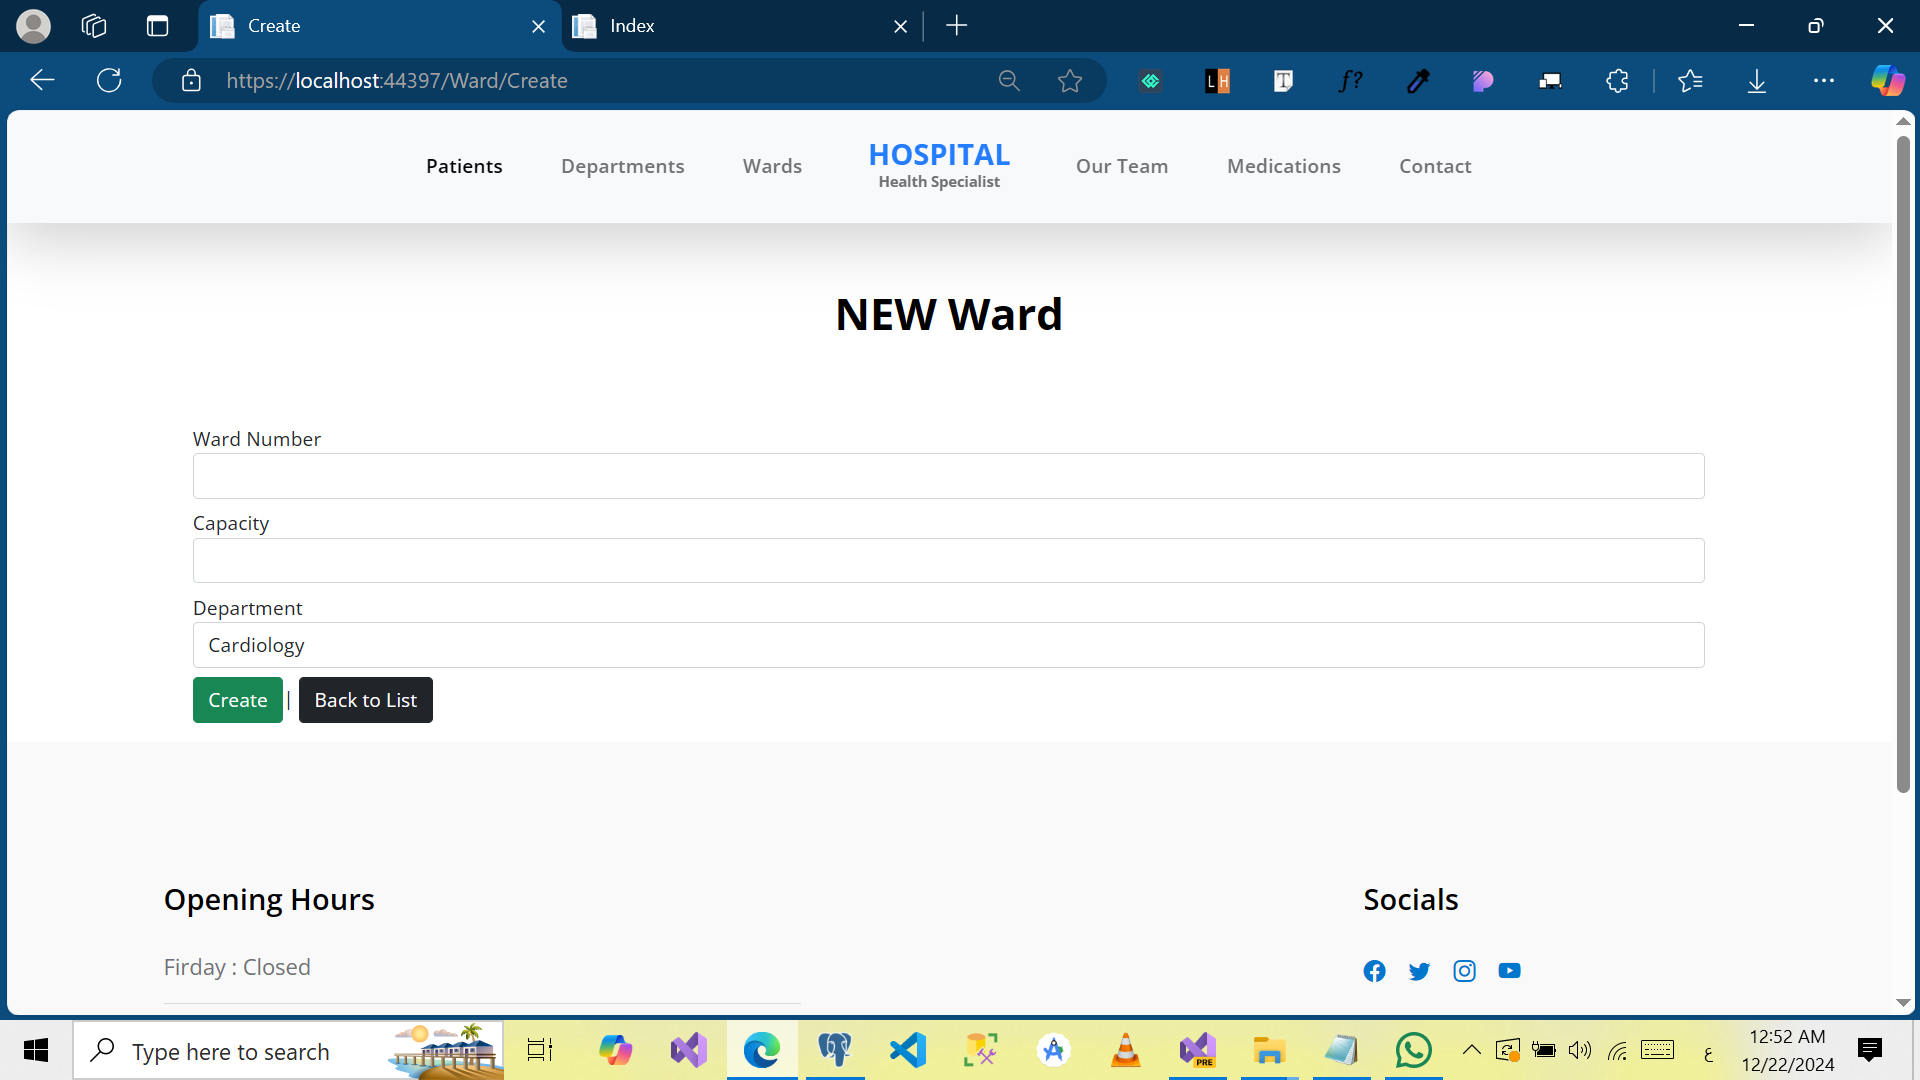 Create
Index
https://localhost:44397/Ward/Create
L H
T
f?
Patients
Departments
Wards
HOSPITAL
Health Specialist
Our Team
Medications
Contact
NEW Ward
Ward Number
Capacity
Department
Cardiology
Create | Back to List
Opening Hours
Socials
Firday : Closed
Type here to search
PRE
ع
12:52 AM
12/22/2024